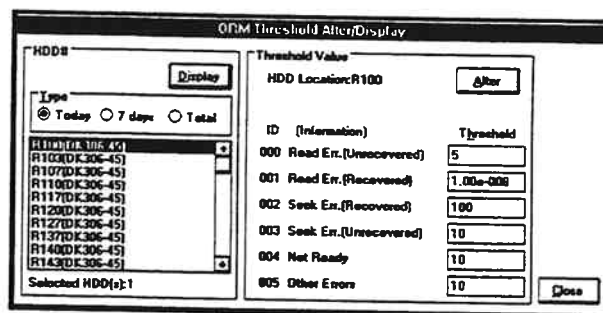 ORM Threshold Alter/Display
HDD#
Display
Type
Today 7 days Total
R100[DK306-45]
R103[DK306-45]
R107[DK306-45]
R110[DK306-45]
R117[DK306-45]
R120[DK306-45]
R127[DK306-45]
R137[DK306-45]
R140[DK306-45]
R143[DK306-45]
Selected HDD(s):1
Threshold Value
HDD Location:R100
Alter
ID (Information) Threshold
000 Read Err.(Unrecovered) 5
001 Read Err.(Recovered) 1.00e-008
002 Seek Err.(Recovered) 100
003 Seek Err.(Unrecovered) 10
004 Not Ready 10
005 Other Errors 10
Close